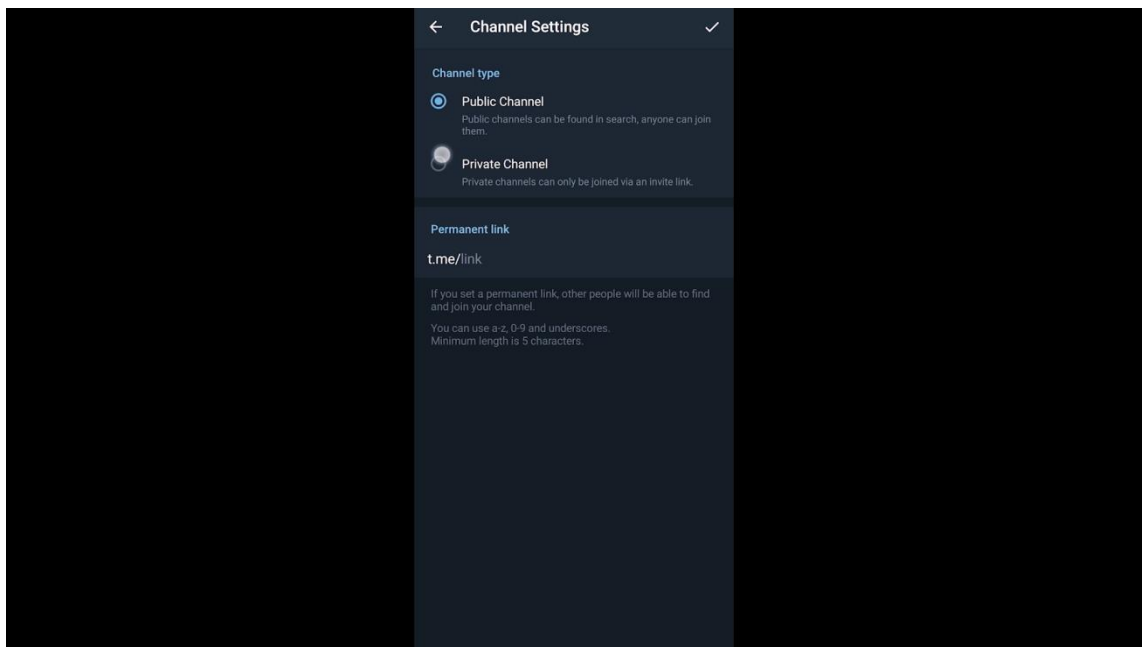 Channel Settings
Channel type
Public Channel
Public channels can be found in search, anyone can join
them.
Private Channel
Private channels can only be joined via an invite link.
Permanent link
t.me/link
If you set a permanent link, other people will be able to find
and join your channel.
You can use a-z, 0-9 and underscores.
Minimum length is 5 characters.